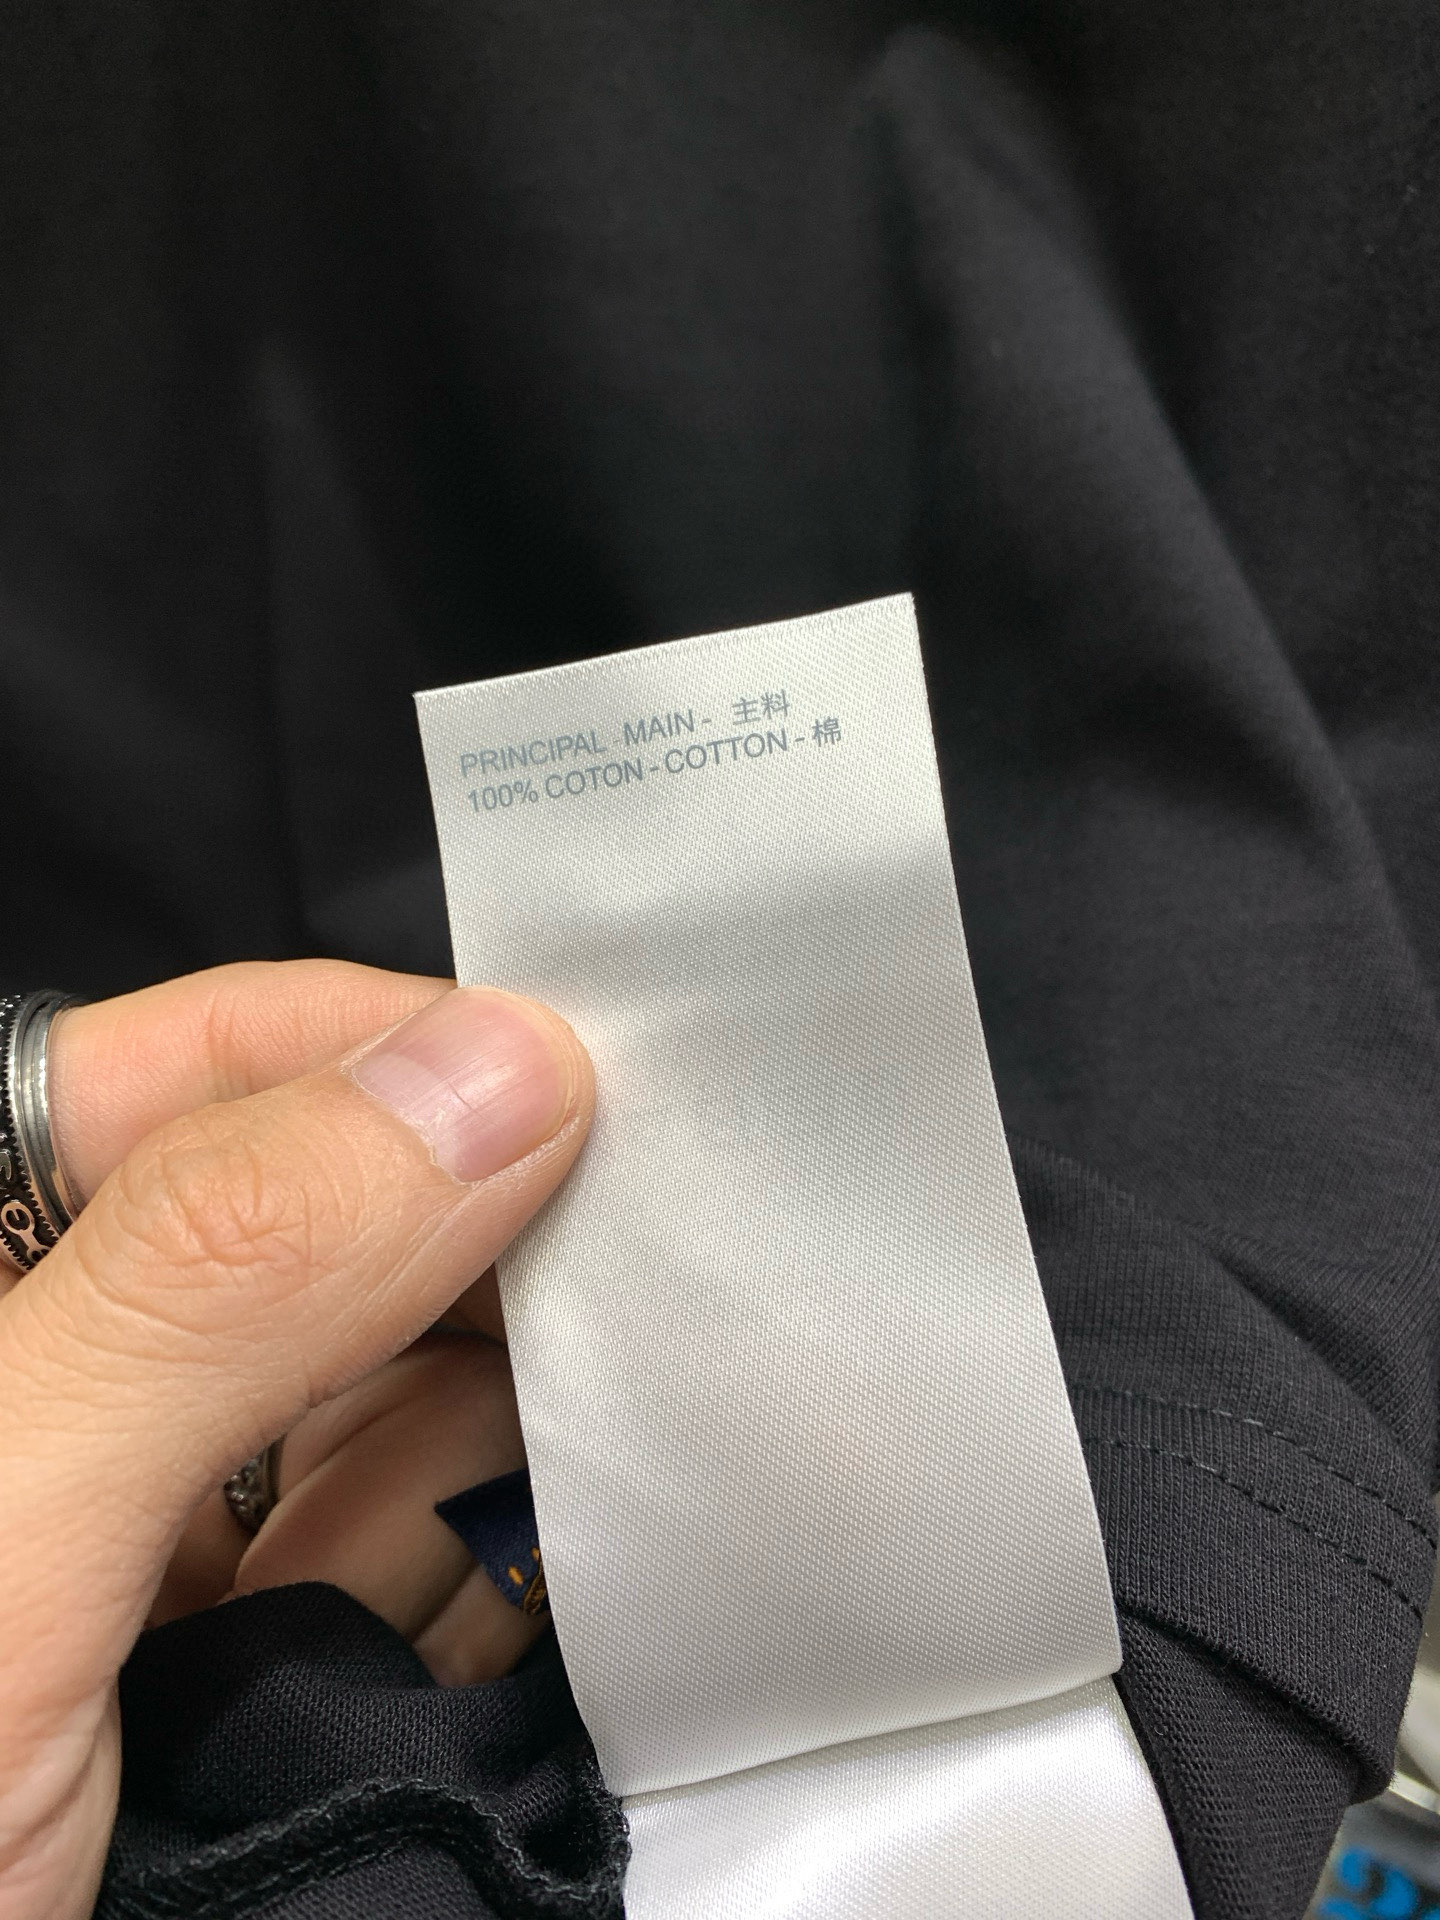 PRINCIPAL MAIN - 主料
100% COTON - COTTON - 棉